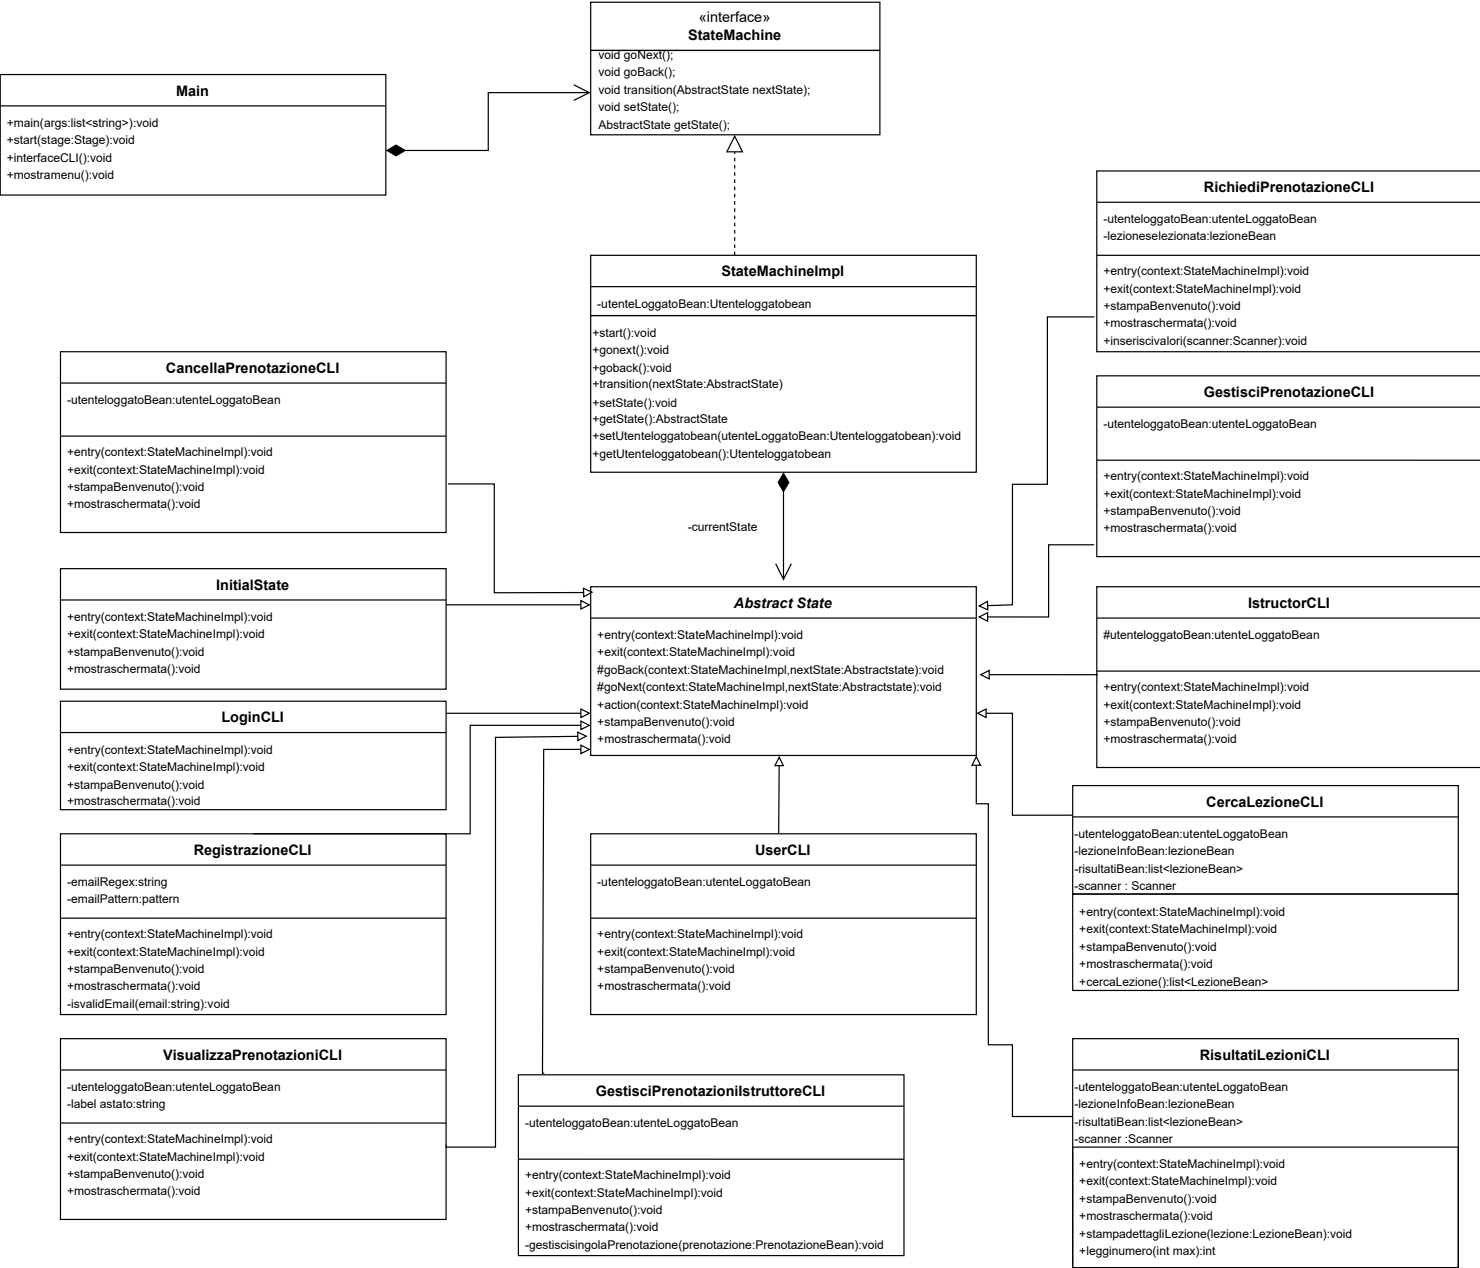 «interface»
StateMachine
void goNext();
void goBack();
void transition(AbstractState nextState);
void setState();
AbstractState getState();
Main
+main(args:list<string>):void
+start(stage:Stage):void
+interfaceCLI():void
+mostramenu():void
RichiediPrenotazioneCLI
-utenteloggatoBean:utenteLoggatoBean
-lezioneselezionata:lezioneBean
+entry(context:StateMachineImpl):void
+exit(context:StateMachineImpl):void
+stampaBenvenuto():void
+mostraschermata():void
+inseriscivalori(scanner:Scanner):void
StateMachineImpl
-utenteLoggatoBean:Utenteloggatobean
+start():void
+gonext():void
+goback():void
+transition(nextState:AbstractState)
+setState():void
+getState():AbstractState
+setUtenteloggatobean(utenteLoggatoBean:Utenteloggatobean):void
+getUtenteloggatobean():Utenteloggatobean
CancellaPrenotazioneCLI
-utenteloggatoBean:utenteLoggatoBean
+entry(context:StateMachineImpl):void
+exit(context:StateMachineImpl):void
+stampaBenvenuto():void
+mostraschermata():void
GestisciPrenotazioneCLI
-utenteloggatoBean:utenteLoggatoBean
+entry(context:StateMachineImpl):void
+exit(context:StateMachineImpl):void
+stampaBenvenuto():void
+mostraschermata():void
-currentState
InitialState
+entry(context:StateMachineImpl):void
+exit(context:StateMachineImpl):void
+stampaBenvenuto():void
+mostraschermata():void
Abstract State
+entry(context:StateMachineImpl):void
+exit(context:StateMachineImpl):void
#goBack(context:StateMachineImpl,nextState:Abstractstate):void
#goNext(context:StateMachineImpl,nextState:Abstractstate):void
+action(context:StateMachineImpl):void
+stampaBenvenuto():void
+mostraschermata():void
IstructorCLI
#utenteloggatoBean:utenteLoggatoBean
+entry(context:StateMachineImpl):void
+exit(context:StateMachineImpl):void
+stampaBenvenuto():void
+mostraschermata():void
LoginCLI
+entry(context:StateMachineImpl):void
+exit(context:StateMachineImpl):void
+stampaBenvenuto():void
+mostraschermata():void
CercaLezioneCLI
-utenteloggatoBean:utenteLoggatoBean
-lezioneInfoBean:lezioneBean
-risultatiBean:list<lezioneBean>
-scanner : Scanner
+entry(context:StateMachineImpl):void
+exit(context:StateMachineImpl):void
+stampaBenvenuto():void
+mostraschermata():void
+cercaLezione():list<LezioneBean>
RegistrazioneCLI
-emailRegex:string
-emailPattern:pattern
+entry(context:StateMachineImpl):void
+exit(context:StateMachineImpl):void
+stampaBenvenuto():void
+mostraschermata():void
-isvalidEmail(email:string):void
UserCLI
-utenteloggatoBean:utenteLoggatoBean
+entry(context:StateMachineImpl):void
+exit(context:StateMachineImpl):void
+stampaBenvenuto():void
+mostraschermata():void
VisualizzaPrenotazioniCLI
-utenteloggatoBean:utenteLoggatoBean
-label astato:string
+entry(context:StateMachineImpl):void
+exit(context:StateMachineImpl):void
+stampaBenvenuto():void
+mostraschermata():void
GestisciPrenotazioniIstruttoreCLI
-utenteloggatoBean:utenteLoggatoBean
+entry(context:StateMachineImpl):void
+exit(context:StateMachineImpl):void
+stampaBenvenuto():void
+mostraschermata():void
-gestiscisingolaPrenotazione(prenotazione:PrenotazioneBean):void
RisultatiLezioniCLI
-utenteloggatoBean:utenteLoggatoBean
-lezioneInfoBean:lezioneBean
-risultatiBean:list<lezioneBean>
-scanner :Scanner
+entry(context:StateMachineImpl):void
+exit(context:StateMachineImpl):void
+stampaBenvenuto():void
+mostraschermata():void
+stampadettagliLezione(lezione:LezioneBean):void
+legginumero(int max):int